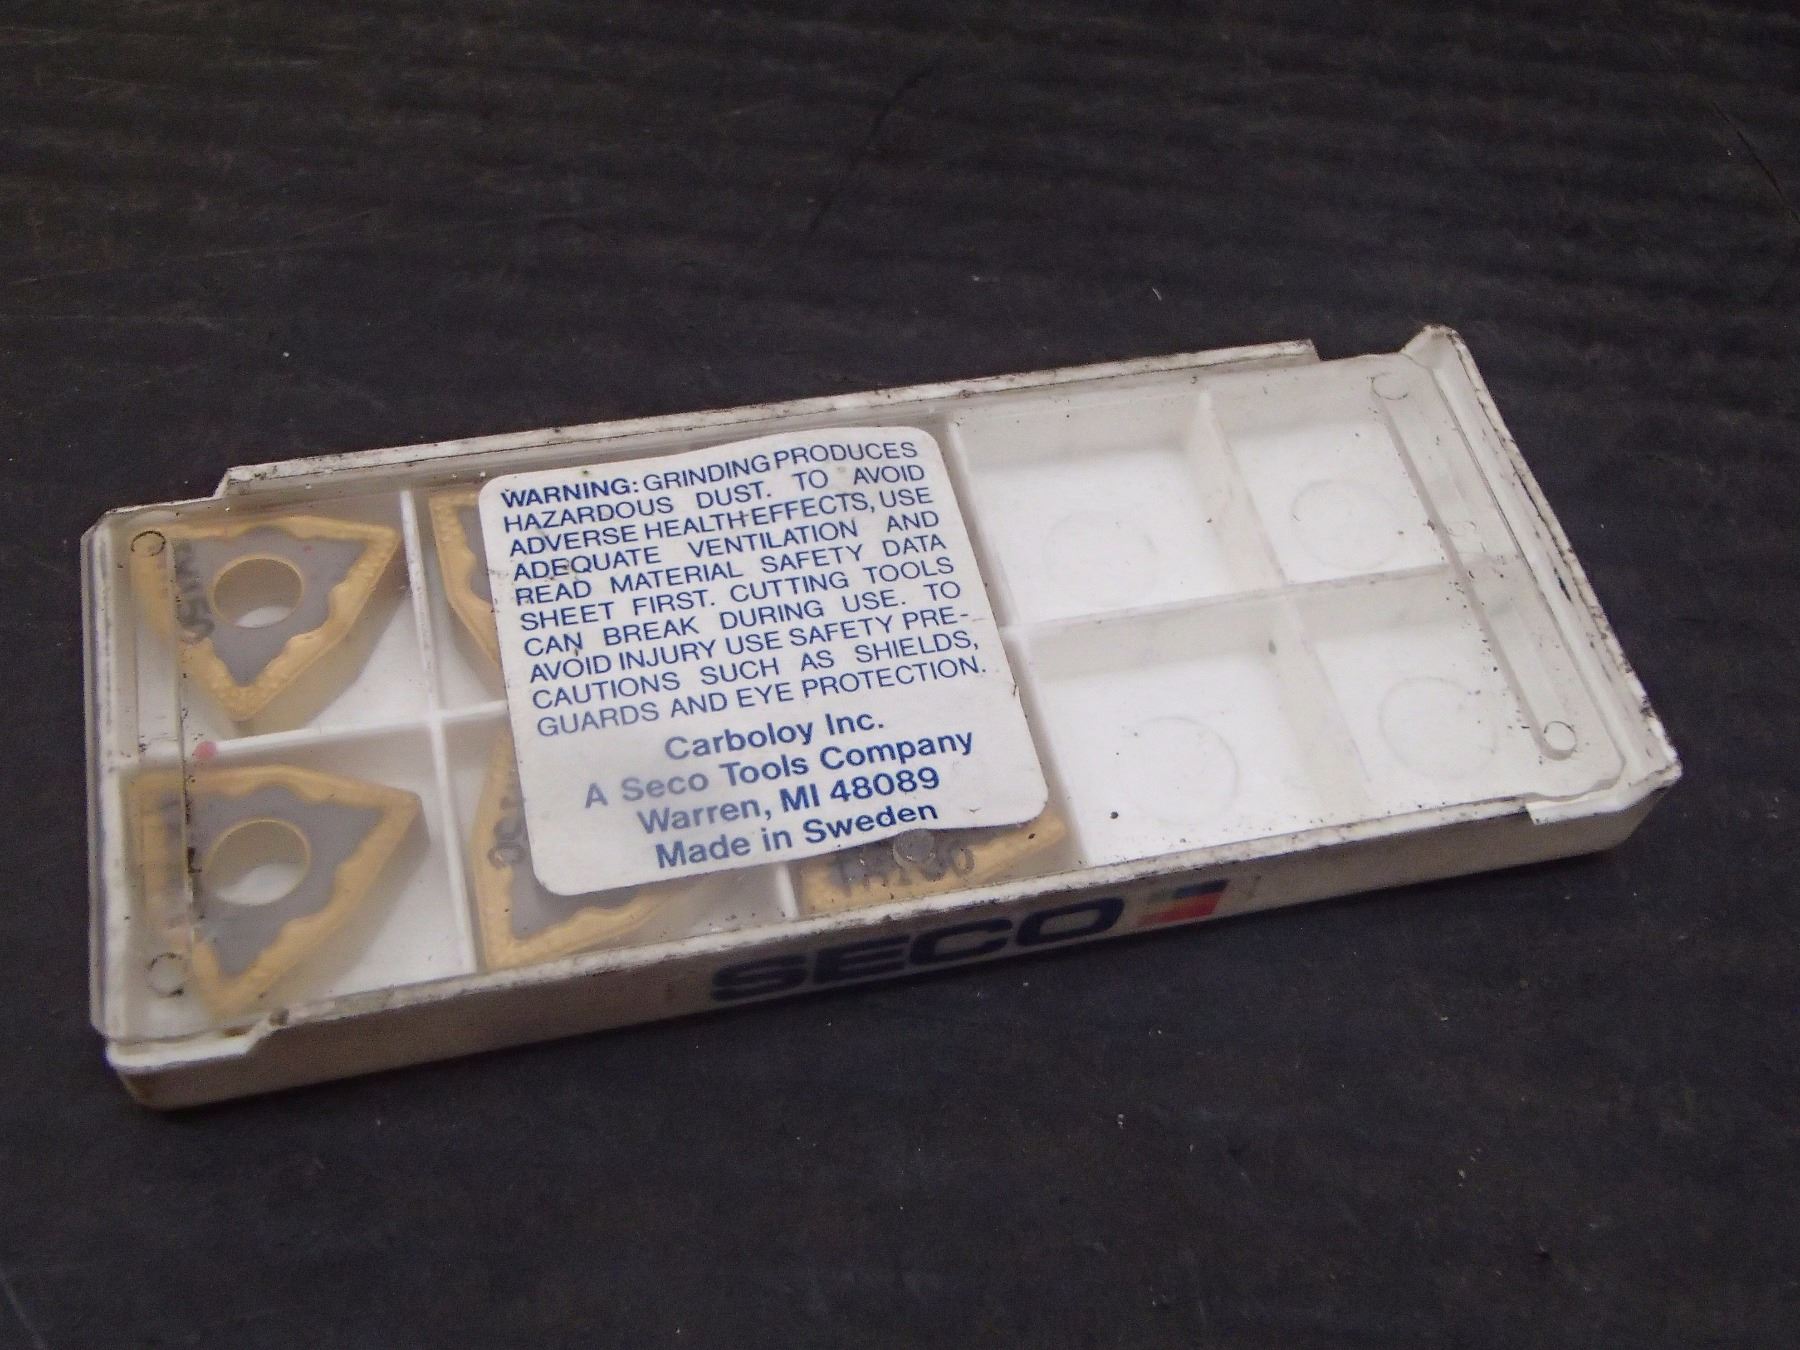 WARNING: GRINDING PRODUCES
HAZARDOUS DUST. TO AVOID
ADVERSE HEALTH EFFECTS, USE
ADEQUATE VENTILATION AND
READ MATERIAL SAFETY DATA
SHEET FIRST. CUTTING TOOLS
CAN BREAK DURING USE. TO
AVOID INJURY USE SAFETY PRE-
CAUTIONS SUCH AS SHIELDS,
GUARDS AND EYE PROTECTION.
Carboloy Inc.
A Seco Tools Company
Warren, MI 48089
Made in Sweden
SECO